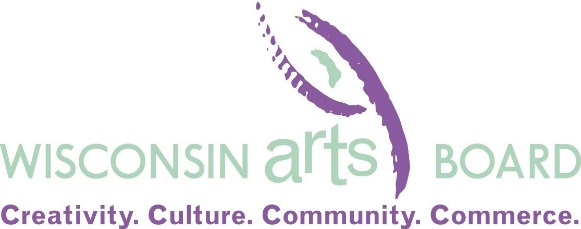 WISCONSIN arts BOARD
Creativity. Culture. Community. Commerce.